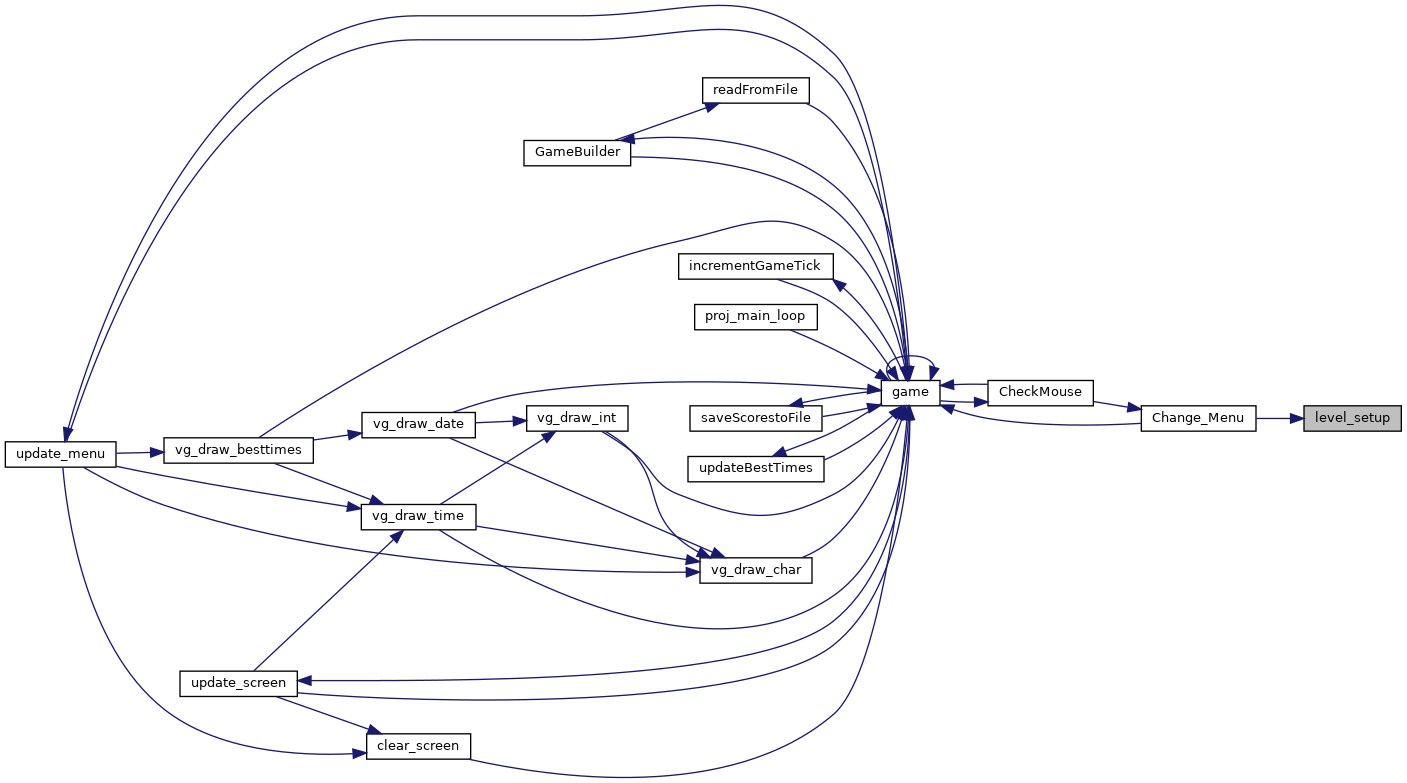 readFromFile
GameBuilder
incrementGameTick
proj_main_loop
game
CheckMouse
saveScorestoFile
Change_Menu
level_setup
vg_draw_date
vg_draw_int
update_menu
vg_draw_besttimes
updateBestTimes
vg_draw_time
vg_draw_char
update_screen
clear_screen